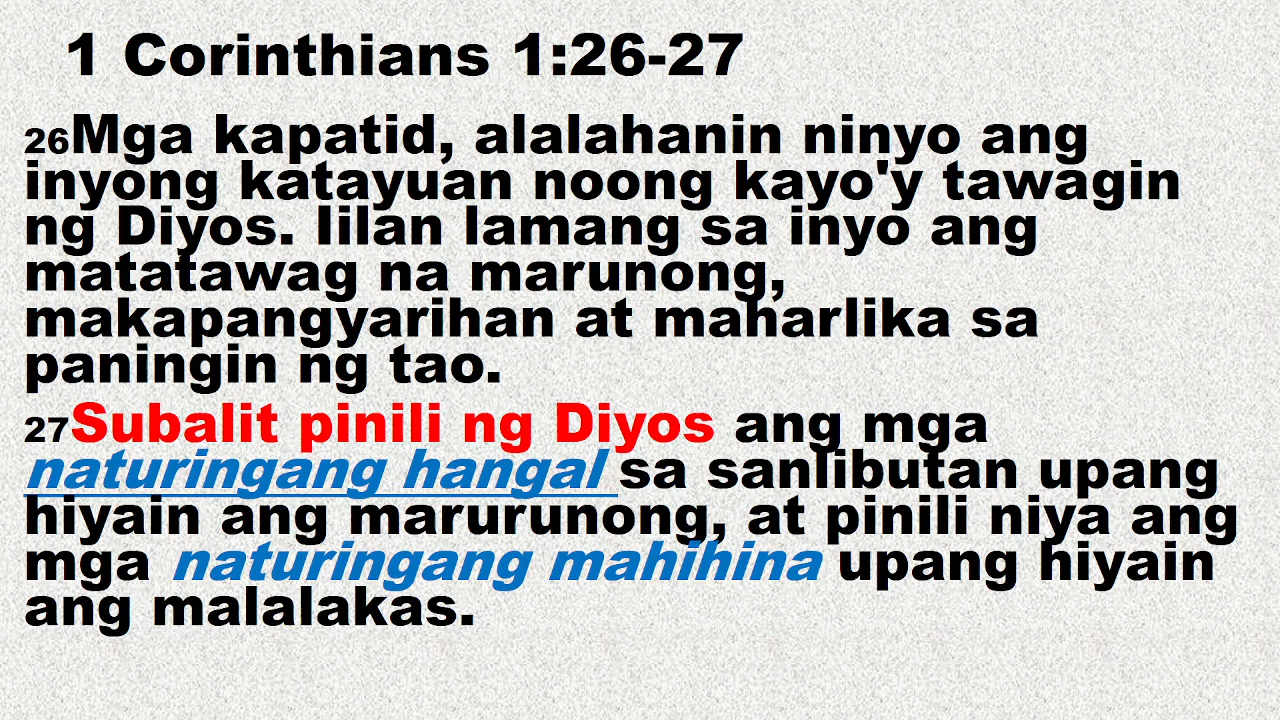 1 Corinthians 1:26-27
26Mga kapatid, alalahanin ninyo ang
inyong katayuan noong kayo'y tawagin
ng Diyos. Iilan lamang sa inyo ang
matatawag na marunong,
makapangyarihan at maharlika sa
paningin ng tao.
27Subalit pinili ng Diyos ang mga
naturingang hangal sa sanlibutan upang
hiyain ang marurunong, at pinili niya ang
mga naturingang mahihina upang hiyain
ang malalakas.